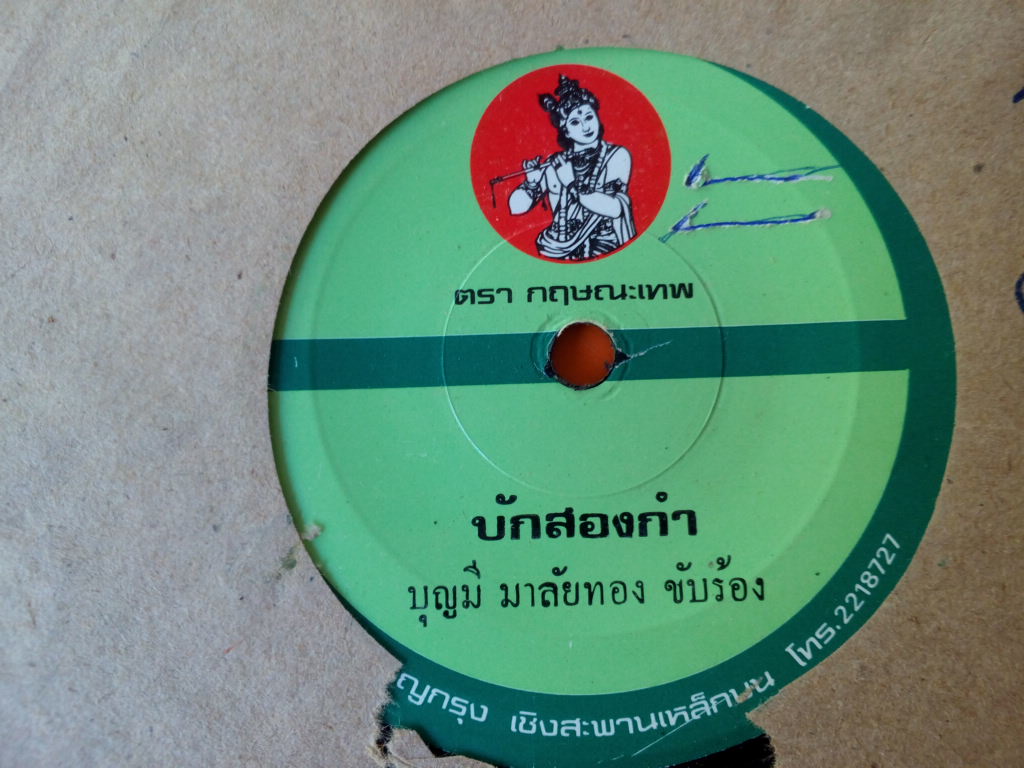 ตรา กฤษณะเทพ
บักสองกำ
บุญมี มาลัยทอง ขับร้อง
ญกรุง เชิงสะพานเหล็กบน โทร.2218727